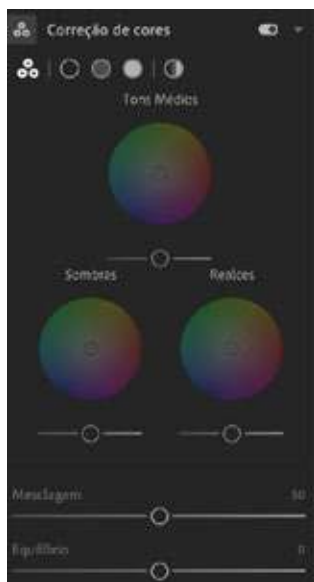 Correção de cores
Tons Médios
Sombras
Realces
Mesclagem 50
Equilíbrio 0